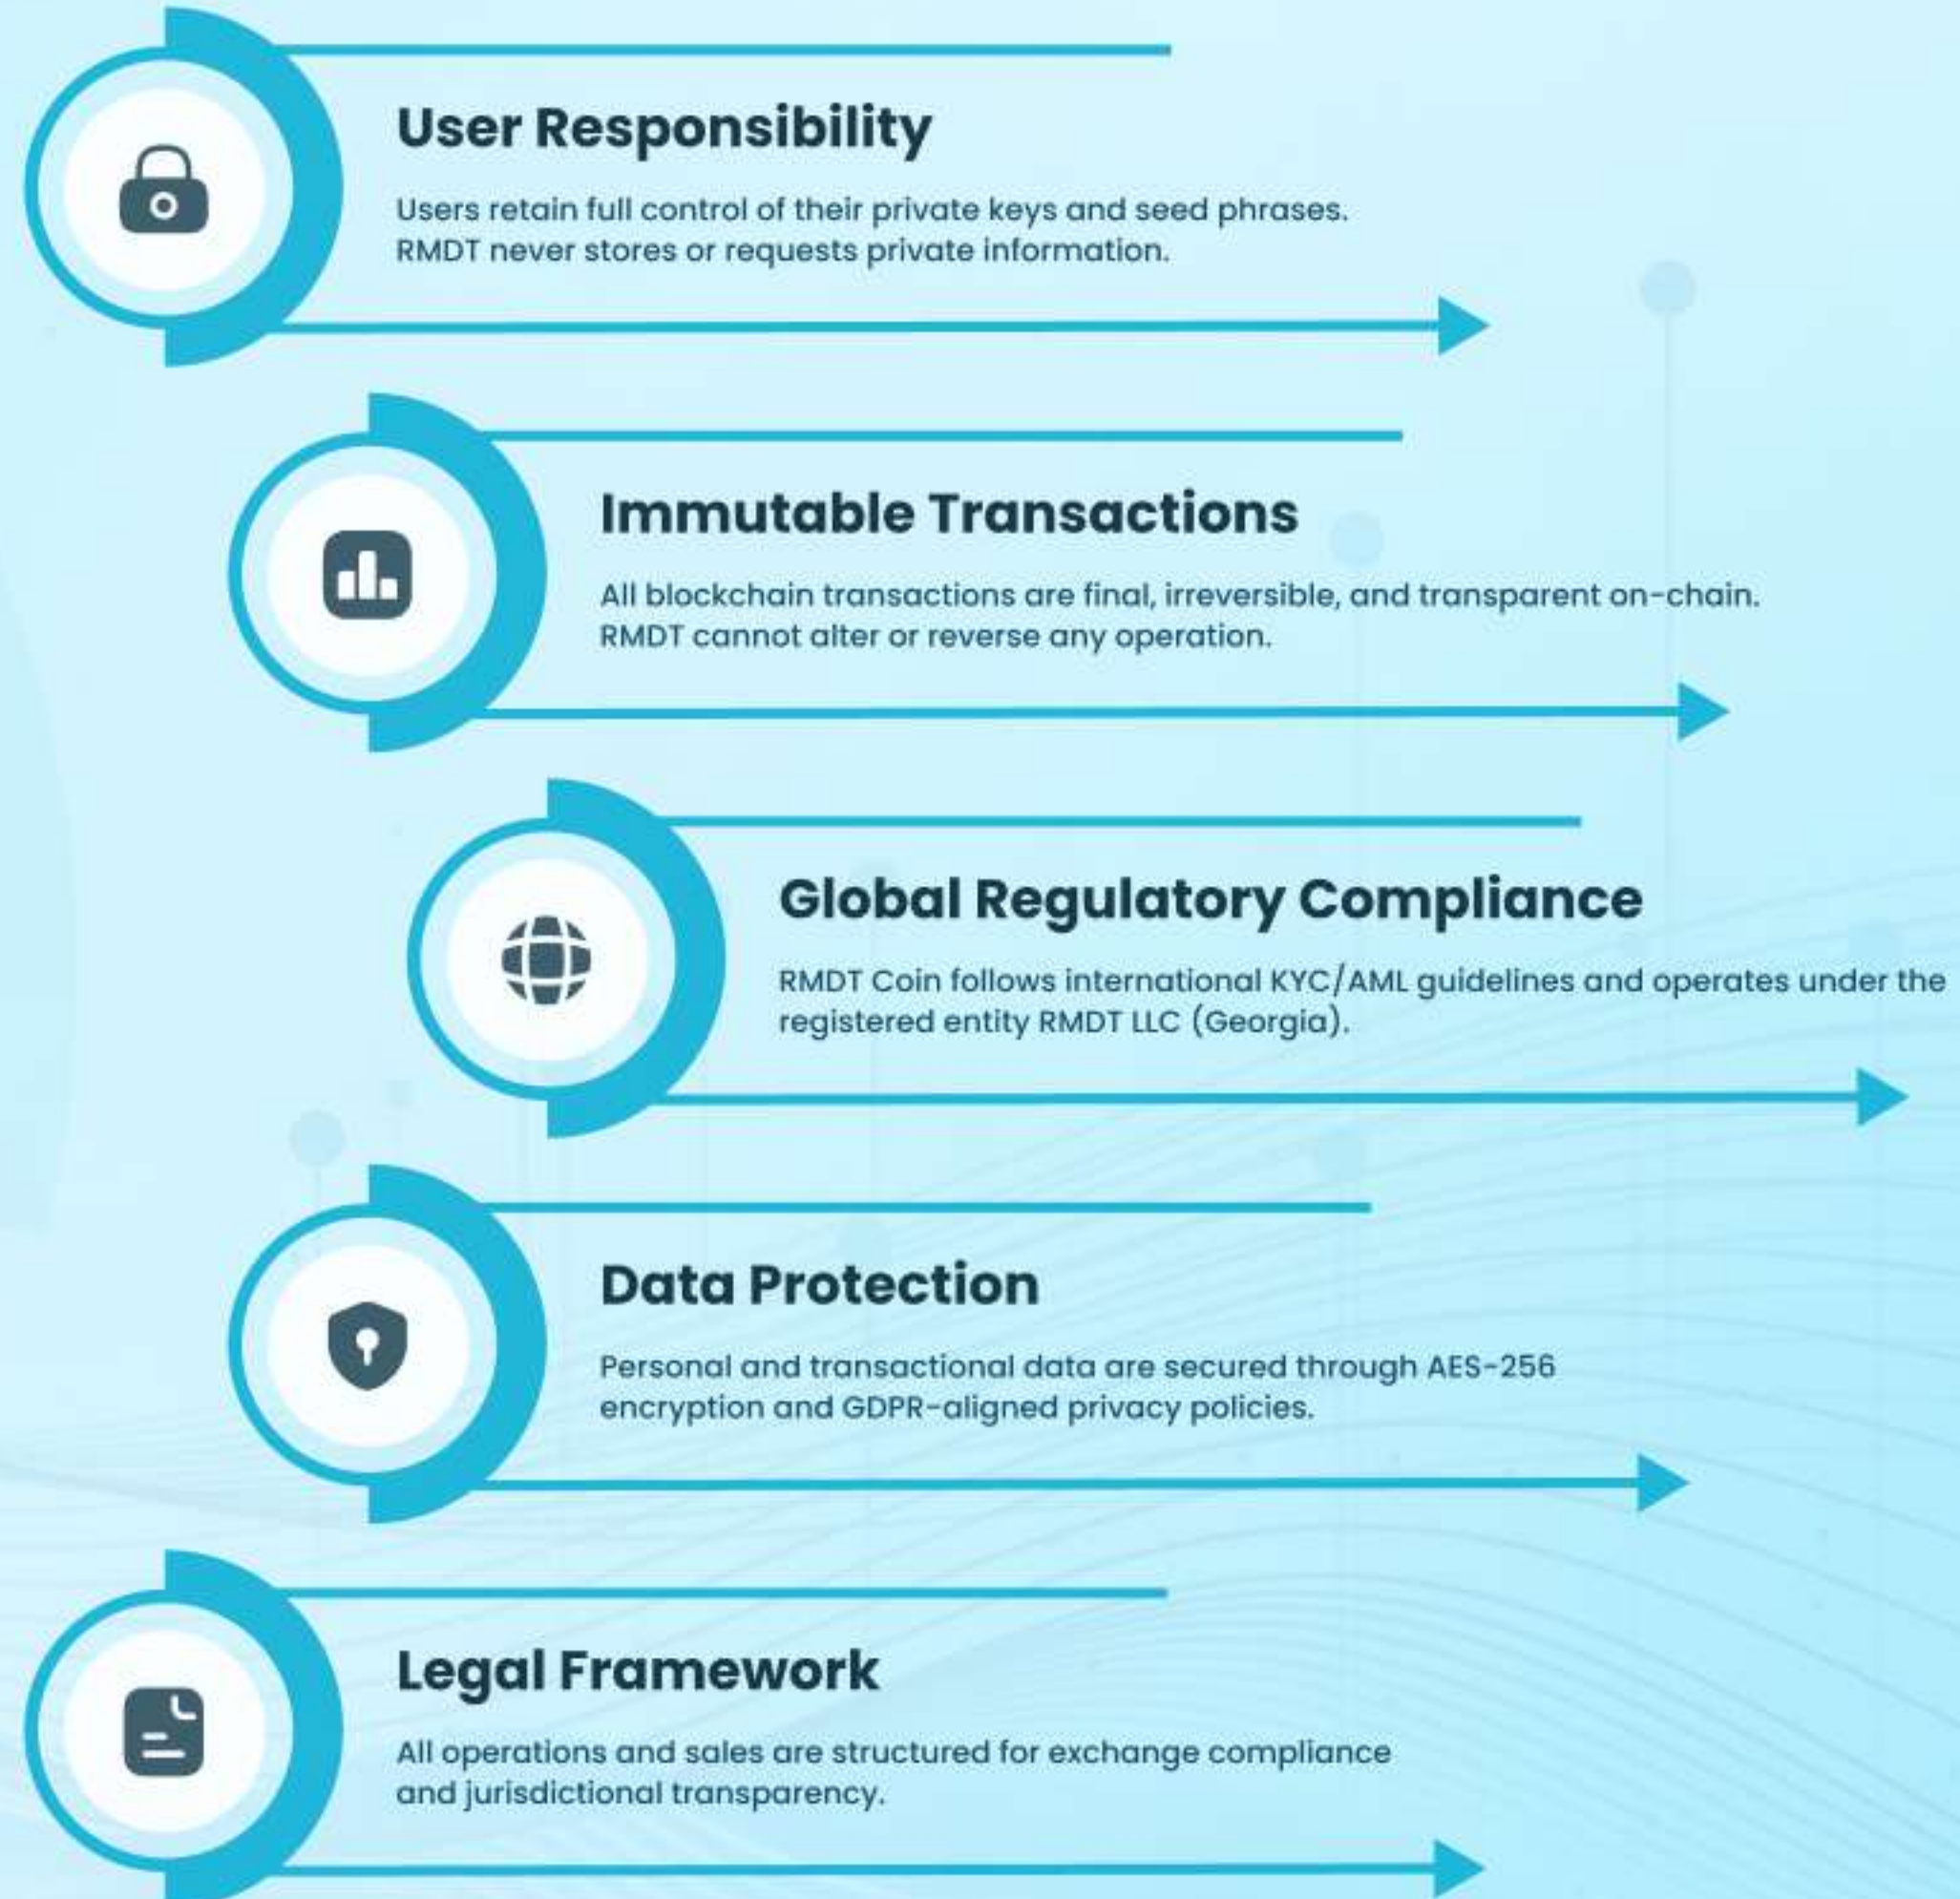 User Responsibility
Users retain full control of their private keys and seed phrases.
RMDT never stores or requests private information.
Immutable Transactions
All blockchain transactions are final, irreversible, and transparent on-chain.
RMDT cannot alter or reverse any operation.
Global Regulatory Compliance
RMDT Coin follows international KYC/AML guidelines and operates under the
registered entity RMDT LLC (Georgia).
Data Protection
Personal and transactional data are secured through AES-256
encryption and GDPR-aligned privacy policies.
Legal Framework
All operations and sales are structured for exchange compliance
and jurisdictional transparency.